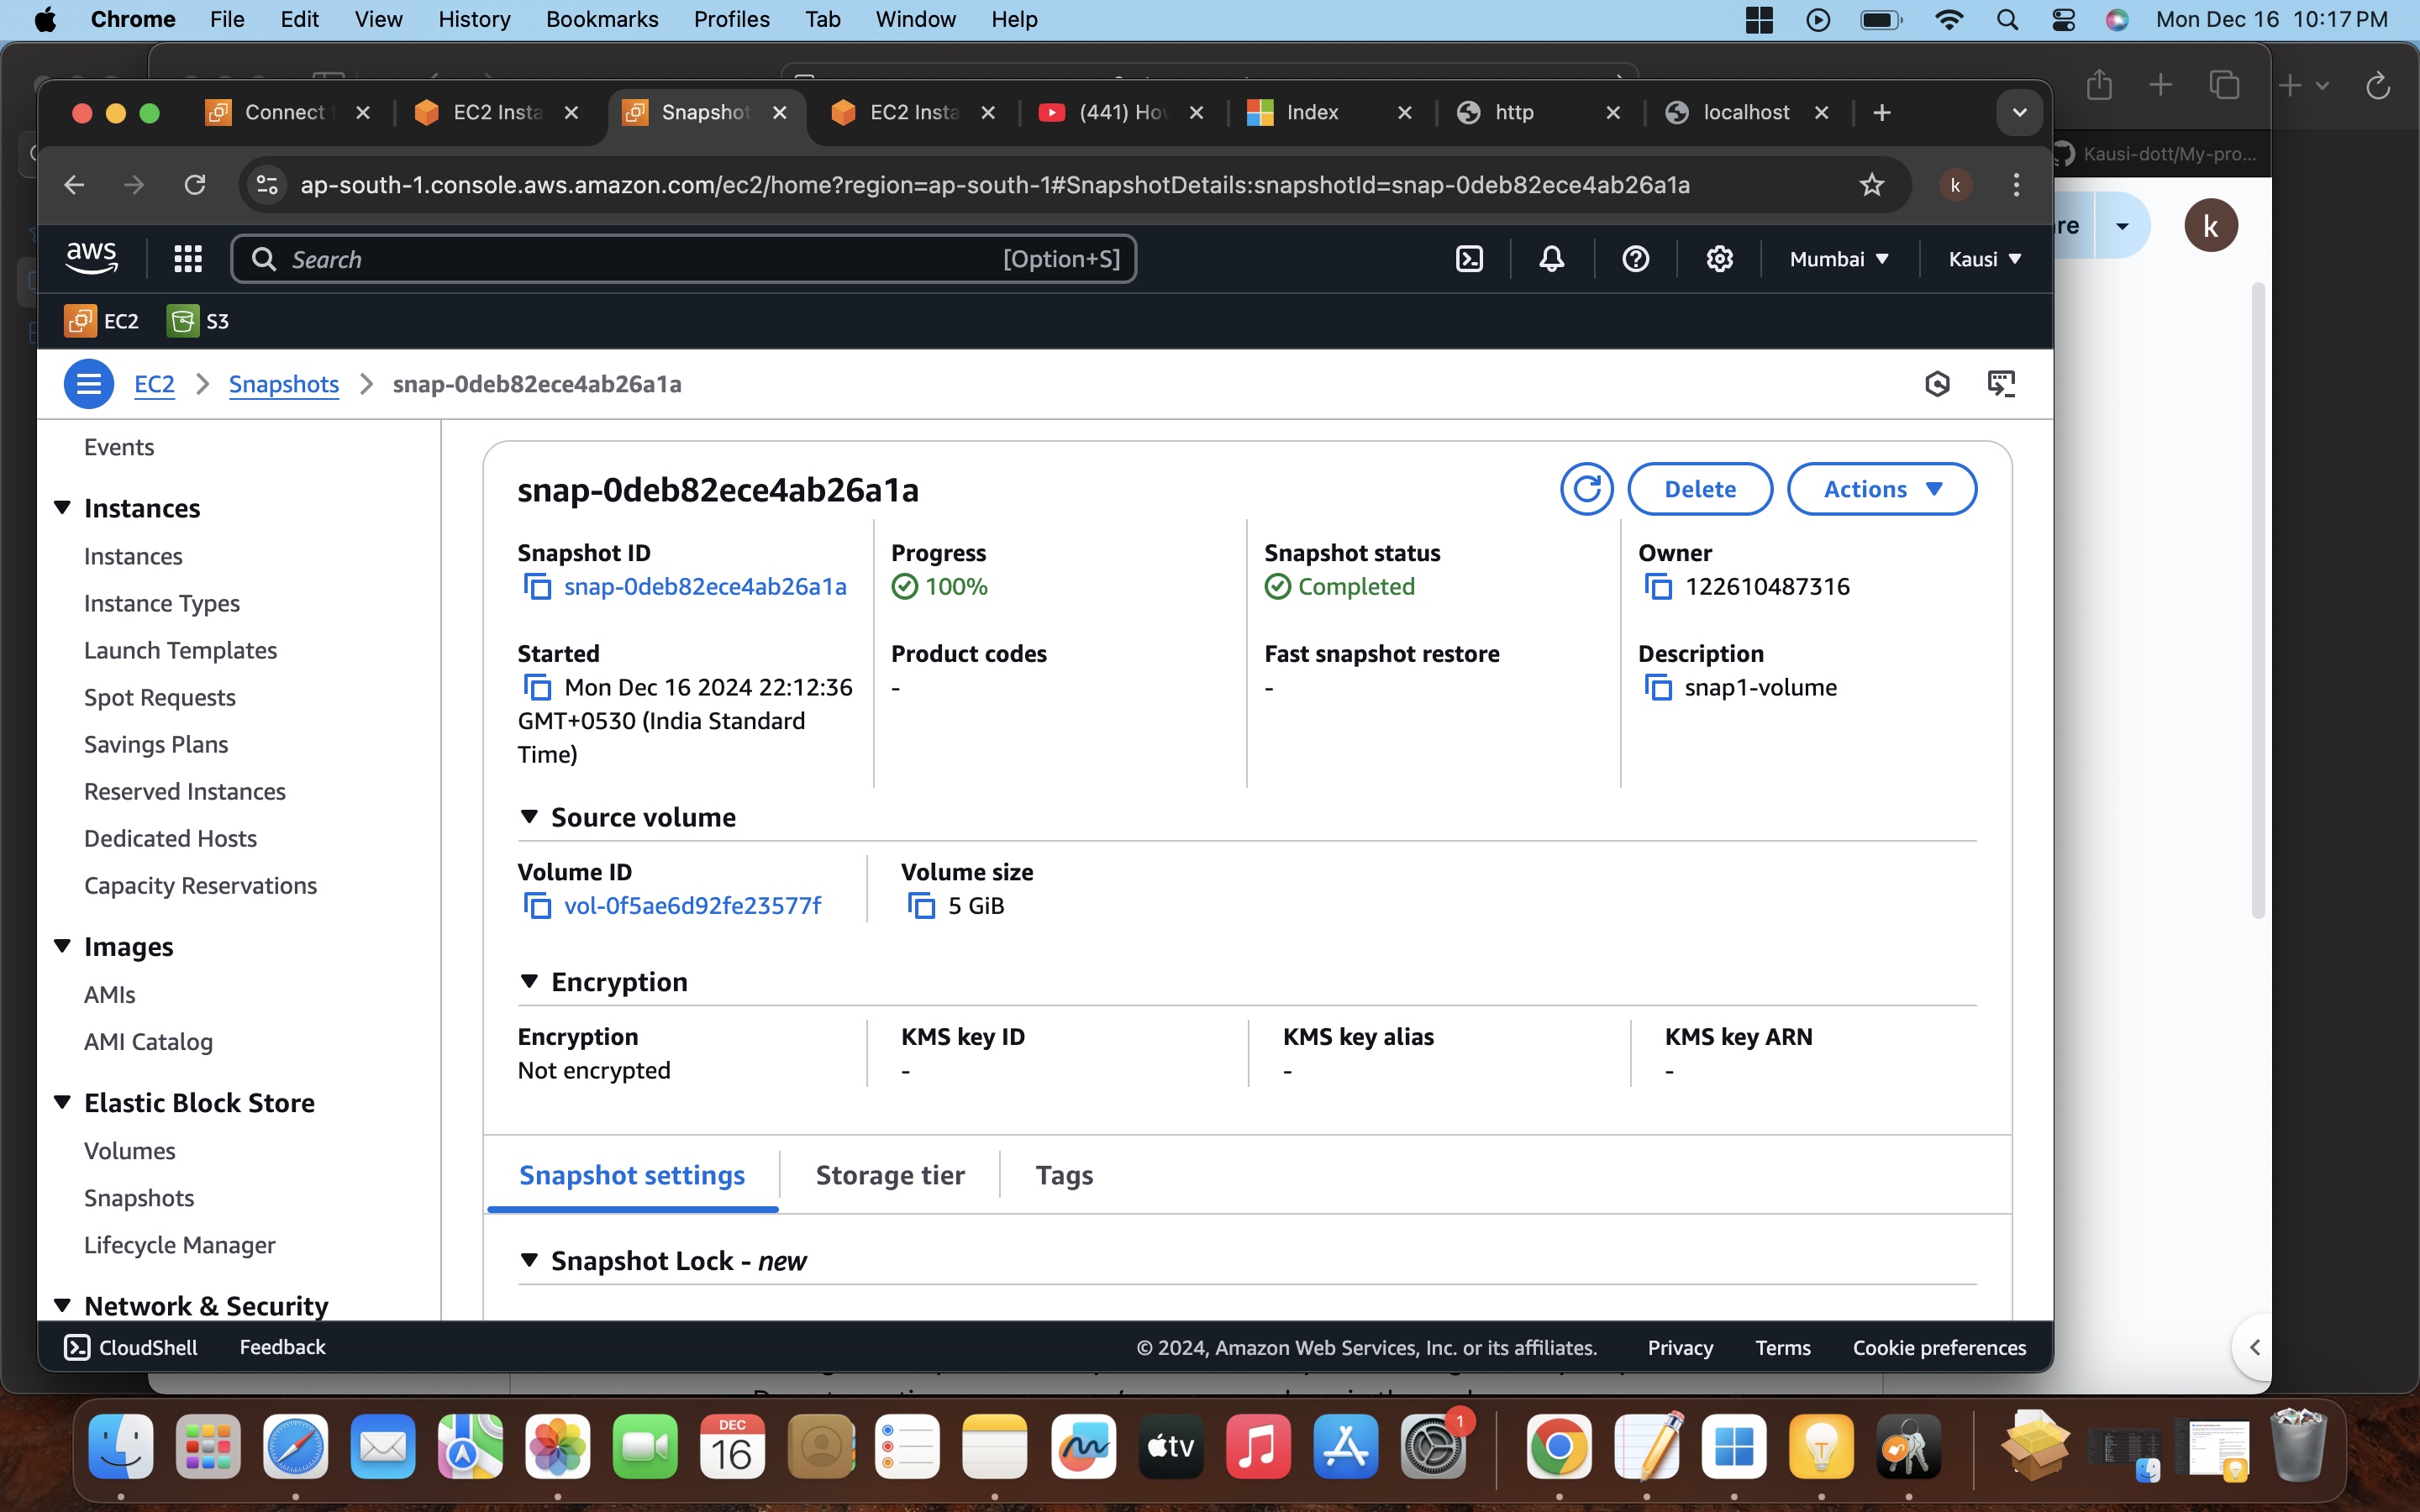 Chrome File Edit View History Bookmarks Profiles Tab Window Help Mon Dec 16 10:17 PM
Connect EC2 Insta Snapshot EC2 Insta (441) Ho Index http localhost
Kausi-dott/My-pro...
ap-south-1.console.aws.amazon.com/ec2/home?region=ap-south-1#SnapshotDetails:snapshotId=snap-0deb82ece4ab26a1a k
re k
aws Search [Option+S] Mumbai Kausi
EC2 S3
EC2 Snapshots snap-0deb82ece4ab26a1a
Events
Instances
Instances
Instance Types
Launch Templates
Spot Requests
Savings Plans
Reserved Instances
Dedicated Hosts
Capacity Reservations
Images
AMIs
AMI Catalog
Elastic Block Store
Volumes
Snapshots
Lifecycle Manager
Network & Security
snap-0deb82ece4ab26a1a Delete Actions
Snapshot ID Progress Snapshot status Owner
snap-0deb82ece4ab26a1a 100% Completed 122610487316
Started Product codes Fast snapshot restore Description
Mon Dec 16 2024 22:12:36 - - snap1-volume
GMT+0530 (India Standard
Time)
Source volume
Volume ID Volume size
vol-0f5ae6d92fe23577f 5 GiB
Encryption
Encryption KMS key ID KMS key alias KMS key ARN
Not encrypted - - -
Snapshot settings Storage tier Tags
Snapshot Lock - new
CloudShell Feedback © 2024, Amazon Web Services, Inc. or its affiliates. Privacy Terms Cookie preferences
DEC
16
tv
1